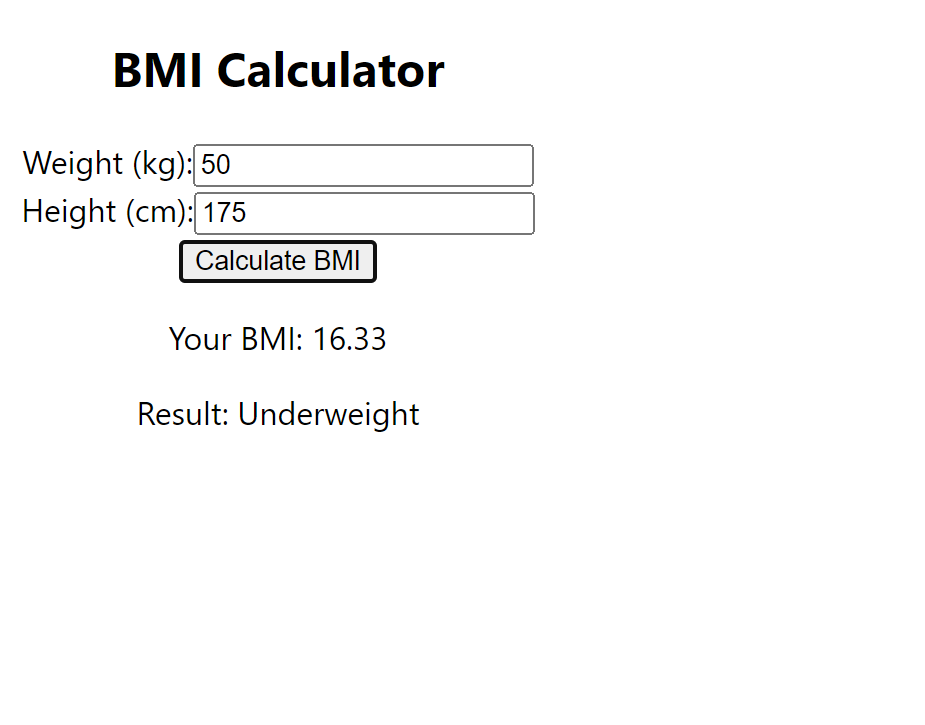 BMI Calculator
Weight (kg): 50
Height (cm): 175
Calculate BMI
Your BMI: 16.33
Result: Underweight